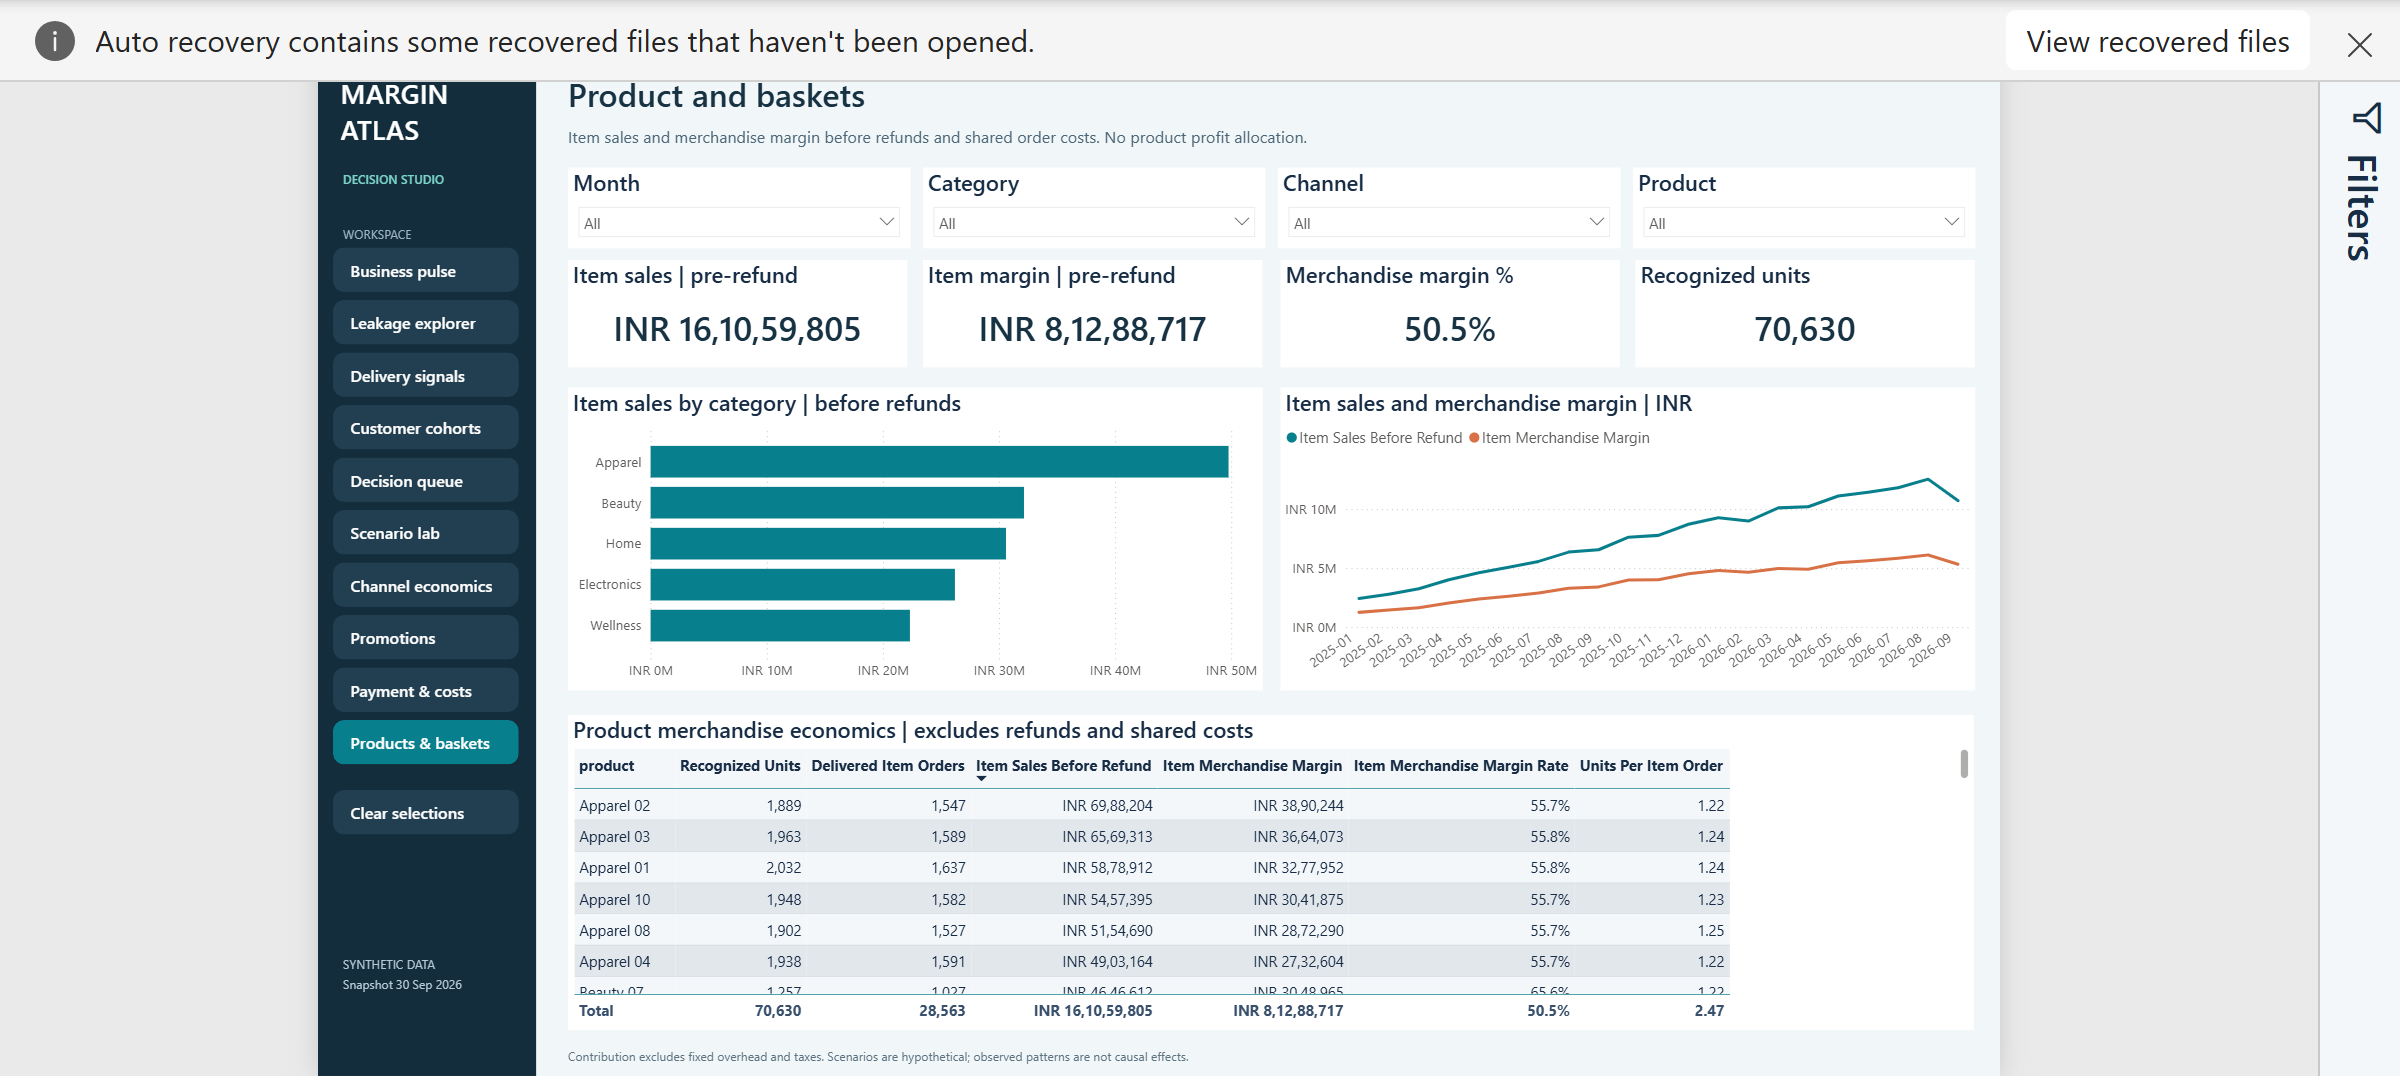 Auto recovery contains some recovered files that haven't been opened.
View recovered files
MARGIN
ATLAS
DECISION STUDIO
WORKSPACE
Business pulse
Leakage explorer
Delivery signals
Customer cohorts
Decision queue
Scenario lab
Channel economics
Promotions
Payment & costs
Products & baskets
Clear selections
SYNTHETIC DATA
Snapshot 30 Sep 2026
Product and baskets
Item sales and merchandise margin before refunds and shared order costs. No product profit allocation.
Month
All
Category
All
Channel
All
Product
All
Item sales | pre-refund
INR 16,10,59,805
Item margin | pre-refund
INR 8,12,88,717
Merchandise margin %
50.5%
Recognized units
70,630
Item sales by category | before refunds
Apparel
Beauty
Home
Electronics
Wellness
INR 0M INR 10M INR 20M INR 30M INR 40M INR 50M
Item sales and merchandise margin | INR
Item Sales Before Refund Item Merchandise Margin
INR 10M
INR 5M
INR 0M
2025-01 2025-02 2025-03 2025-04 2025-05 2025-06 2025-07 2025-08 2025-09 2025-10 2025-11 2025-12 2026-01 2026-02 2026-03 2026-04 2026-05 2026-06 2026-07 2026-08 2026-09
Product merchandise economics | excludes refunds and shared costs
product Recognized Units Delivered Item Orders Item Sales Before Refund Item Merchandise Margin Item Merchandise Margin Rate Units Per Item Order
Apparel 02 1,889 1,547 INR 69,88,204 INR 38,90,244 55.7% 1.22
Apparel 03 1,963 1,589 INR 65,69,313 INR 36,64,073 55.8% 1.24
Apparel 01 2,032 1,637 INR 58,78,912 INR 32,77,952 55.8% 1.24
Apparel 10 1,948 1,582 INR 54,57,395 INR 30,41,875 55.7% 1.23
Apparel 08 1,902 1,527 INR 51,54,690 INR 28,72,290 55.7% 1.25
Apparel 04 1,938 1,591 INR 49,03,164 INR 27,32,604 55.7% 1.22
Beauty 07 1,257 1,027 INR 46,46,612 INR 30,48,965 65.6% 1.22
Total 70,630 28,563 INR 16,10,59,805 INR 8,12,88,717 50.5% 2.47
Contribution excludes fixed overhead and taxes. Scenarios are hypothetical; observed patterns are not causal effects.
Filters